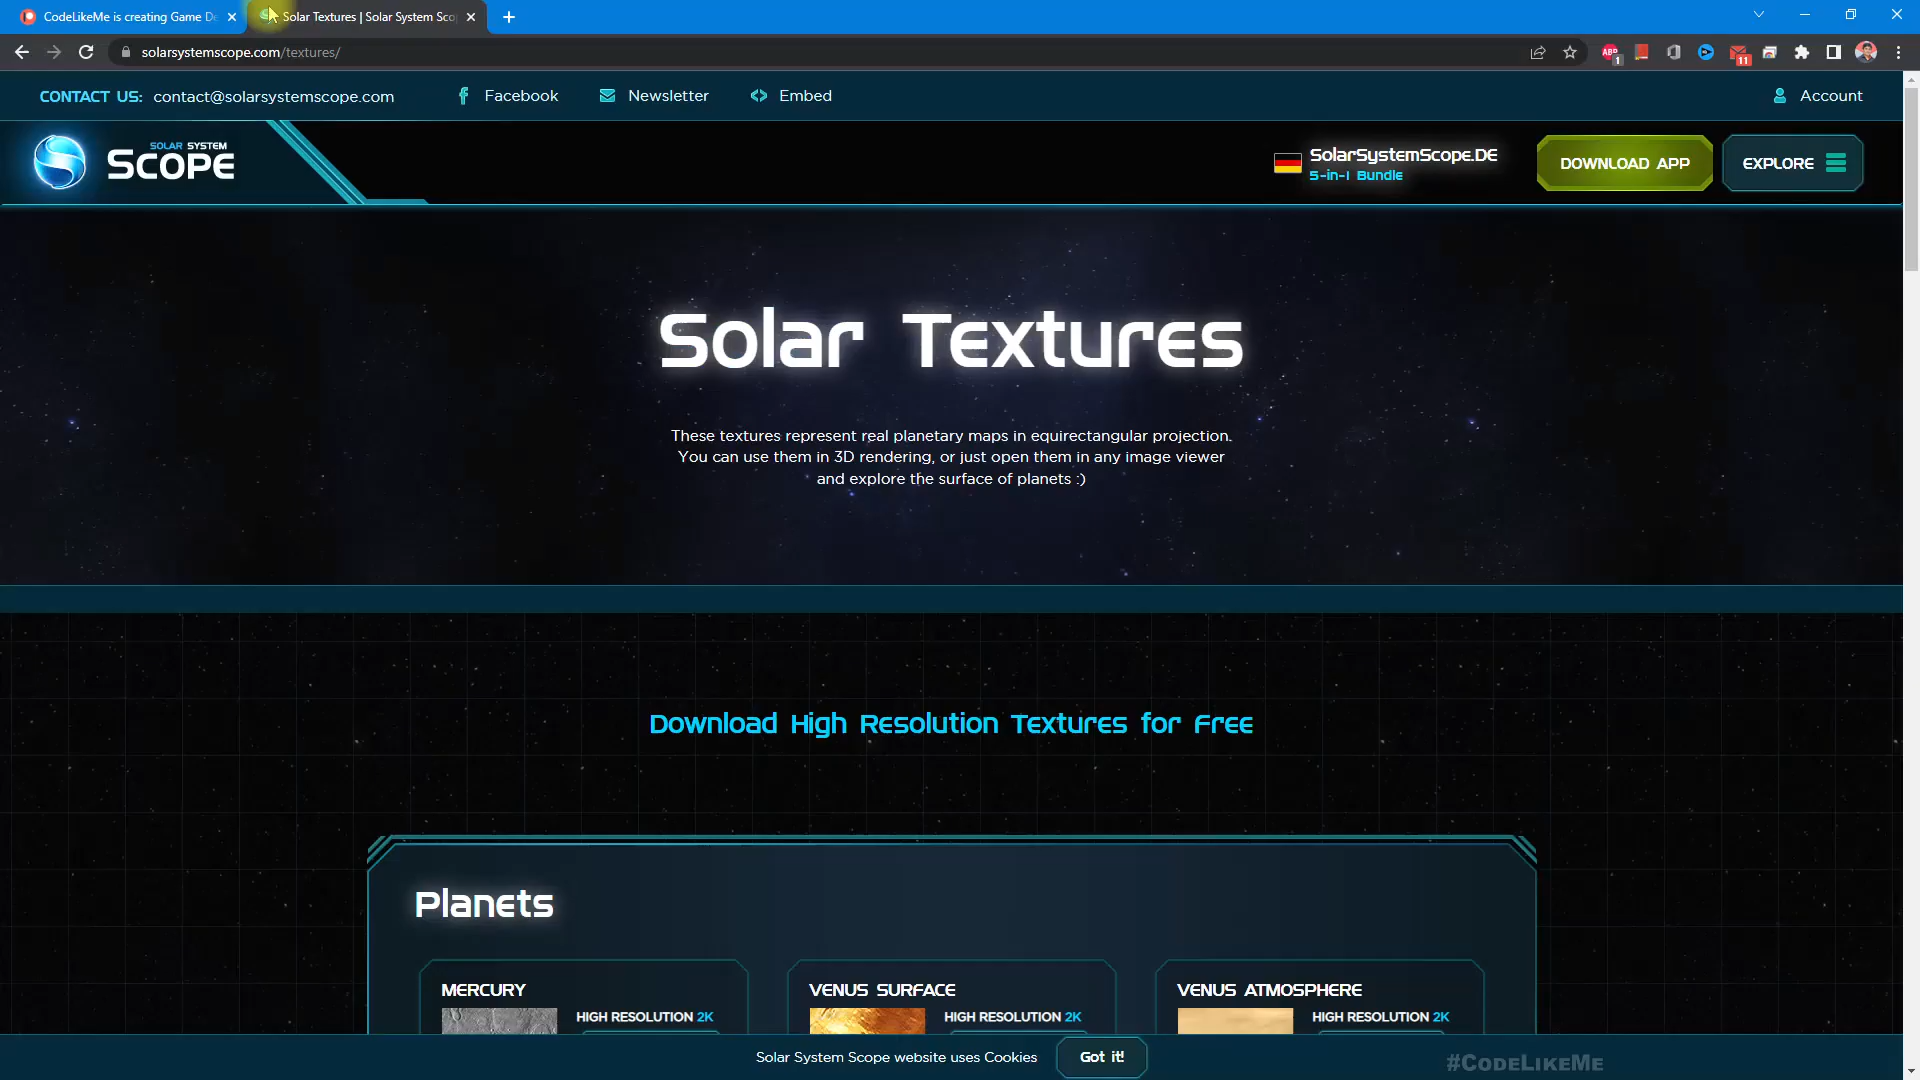 CodeLikeMe is creating Game De
Solar Textures | Solar System Sco
solarsystemscope.com/textures/
1
11
CONTACT US: contact@solarsystemscope.com
Facebook
Newsletter
Embed
Account
SOLAR SYSTEM
SCOPE
SolarSystemScope.DE
5-in-1 Bundle
DOWNLOAD APP
EXPLORE
Solar Textures
These textures represent real planetary maps in equirectangular projection.
You can use them in 3D rendering, or just open them in any image viewer
and explore the surface of planets :)
Download High Resolution Textures for Free
Planets
MERCURY
HIGH RESOLUTION 2K
VENUS SURFACE
HIGH RESOLUTION 2K
VENUS ATMOSPHERE
HIGH RESOLUTION 2K
Solar System Scope website uses Cookies
Got it!
#CodeLikeMe